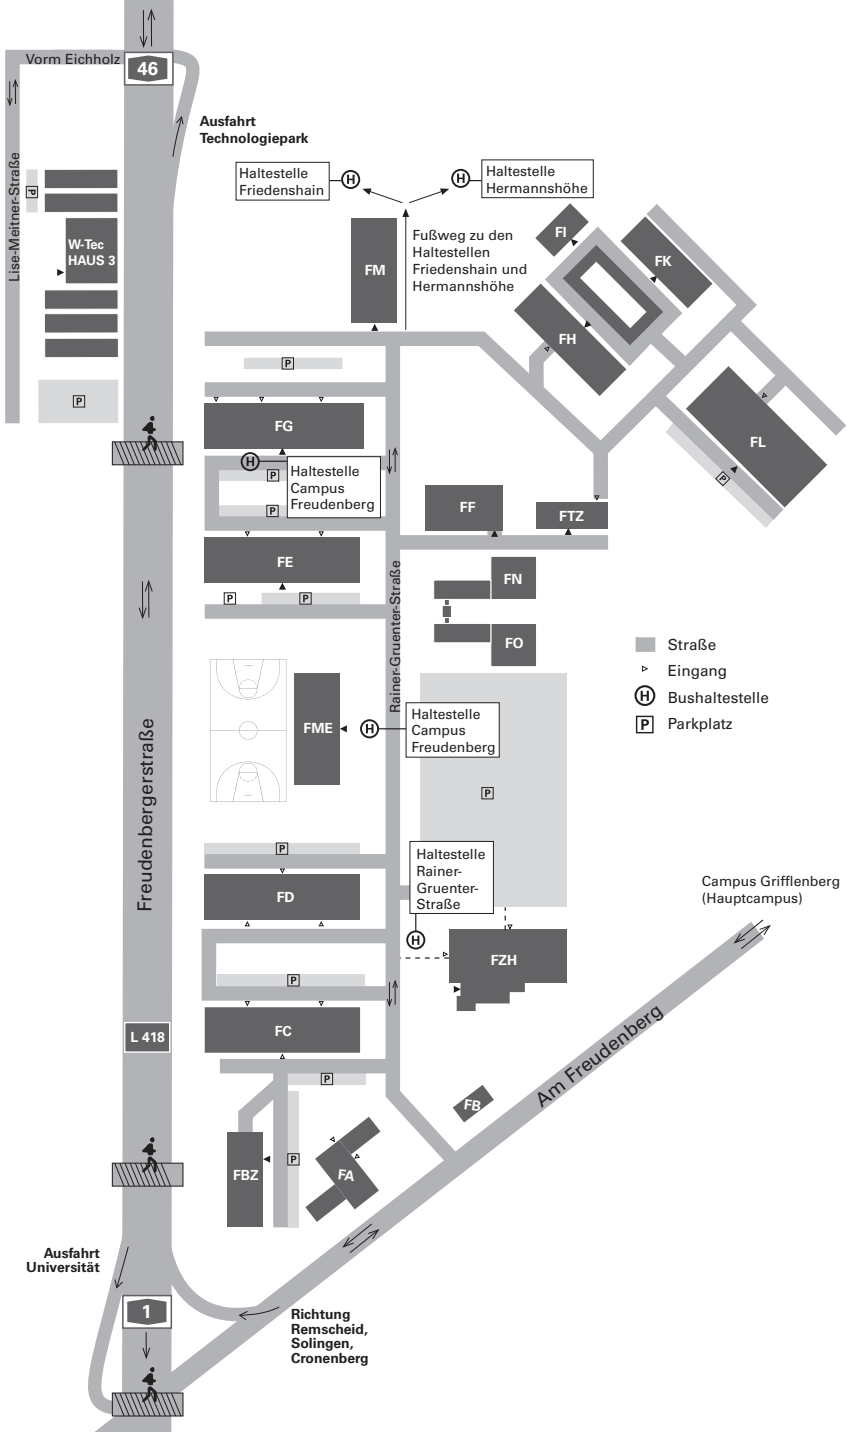 Vorm Eichholz
46
Ausfahrt
Technologiepark
Lise-Meitner-Straße
P
W-Tec
HAUS 3
P
Haltestelle
Friedenshain
H
H
Haltestelle
Hermannshöhe
FM
Fußweg zu den
Haltestellen
Friedenshain und
Hermannshöhe
FI
FK
FH
FL
P
P
FG
H
Haltestelle
Campus
Freudenberg
P
P
FF
FTZ
FE
P
P
Rainer-Gruenter-Straße
FN
FO
Straße
Eingang
H
Bushaltestelle
P
Parkplatz
FME
H
Haltestelle
Campus
Freudenberg
P
Freudenbergerstraße
P
FD
Haltestelle
Rainer-
Gruenter-
Straße
H
Campus Grifflenberg
(Hauptcampus)
FZH
P
FC
L 418
P
Am Freudenberg
FB
FBZ
P
FA
Ausfahrt
Universität
1
Richtung
Remscheid,
Solingen,
Cronenberg